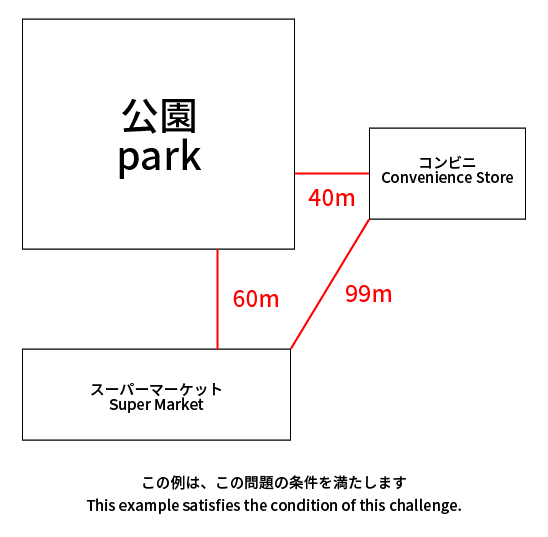 公園
park
コンビニ
Convenience Store
40m
60m
99m
スーパーマーケット
Super Market
この例は、この問題の条件を満たします
This example satisfies the condition of this challenge.